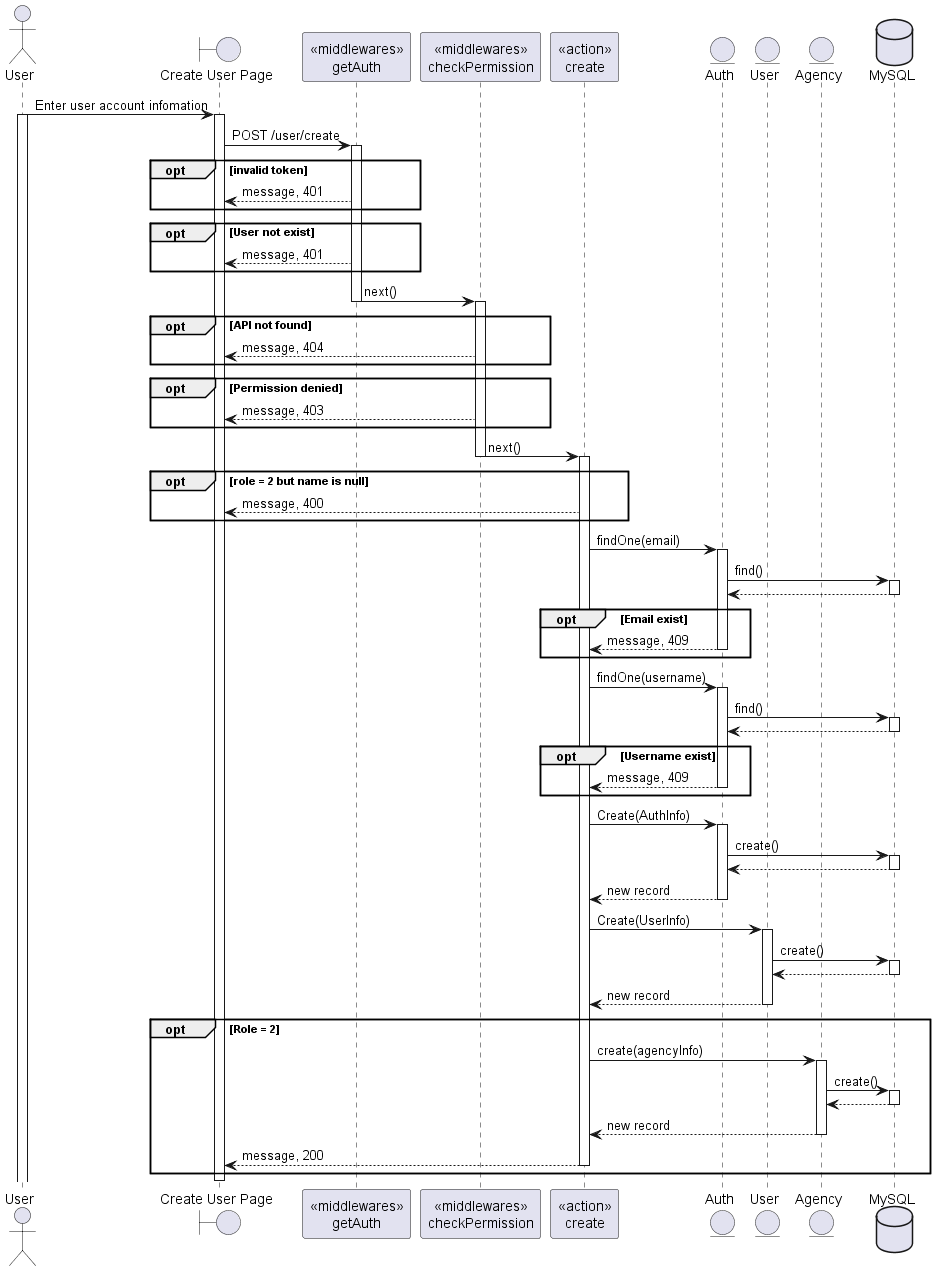 User
Create User Page
«middlewares»
getAuth
«middlewares»
checkPermission
«action»
create
Auth
User
Agency
MySQL
Enter user account infomation
POST /user/create
opt
[invalid token]
message, 401
opt
[User not exist]
message, 401
next()
opt
[API not found]
message, 404
opt
[Permission denied]
message, 403
next()
opt
[role = 2 but name is null]
message, 400
findOne(email)
find()
opt
[Email exist]
message, 409
findOne(username)
find()
opt
[Username exist]
message, 409
Create(AuthInfo)
create()
new record
Create(UserInfo)
create()
new record
opt
[Role = 2]
create(agencyInfo)
create()
new record
message, 200
User
Create User Page
«middlewares»
getAuth
«middlewares»
checkPermission
«action»
create
Auth
User
Agency
MySQL